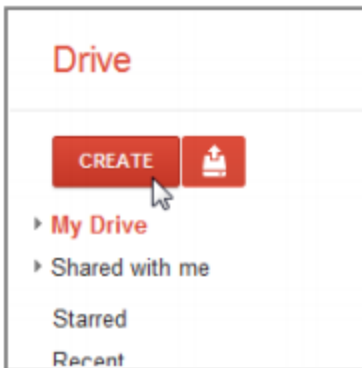 Drive
CREATE
My Drive
Shared with me
Starred
Recent